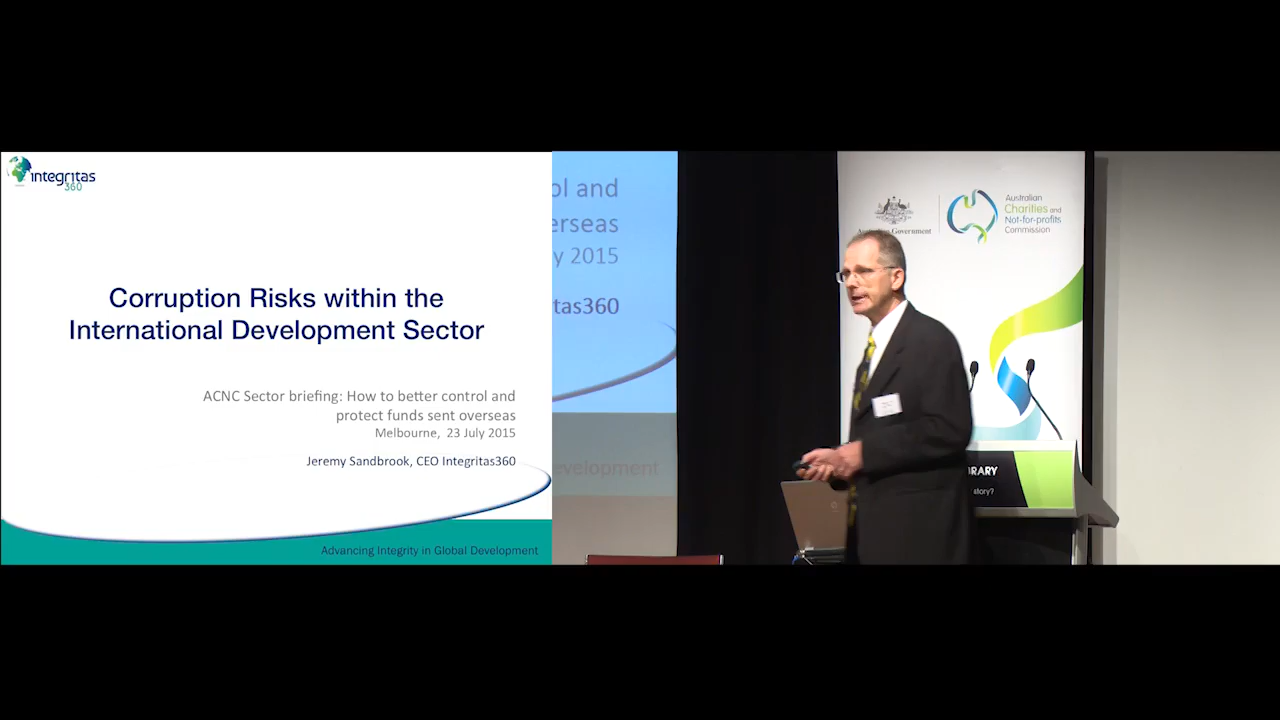 integritas
360
Corruption Risks within the
International Development Sector
ACNC Sector briefing: How to better control and
protect funds sent overseas
Melbourne, 23 July 2015
Jeremy Sandbrook, CEO Integritas360
Advancing Integrity in Global Development
ol and
erseas
y 2015
tas360
evelopment
Australian Government
Australian
Charities and
Not-for-profits
Commission
RARY
story?